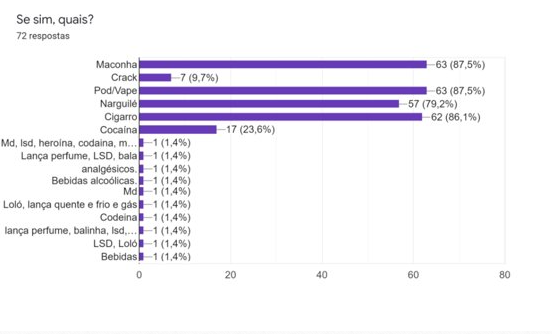 Se sim, quais?
72 respostas
Maconha 63 (87,5%)
Crack 7 (9,7%)
Pod/Vape 63 (87,5%)
Narguilé 57 (79,2%)
Cigarro 62 (86,1%)
Cocaína 17 (23,6%)
Md, lsd, heroína, codaina, m… 1 (1,4%)
Lança perfume, LSD, bala 1 (1,4%)
analgésicos. 1 (1,4%)
Bebidas alcoólicas. 1 (1,4%)
Md 1 (1,4%)
Loló, lança quente e frio e gás 1 (1,4%)
Codeina 1 (1,4%)
lança perfume, balinha, lsd,… 1 (1,4%)
LSD, Loló 1 (1,4%)
Bebidas 1 (1,4%)
0 20 40 60 80